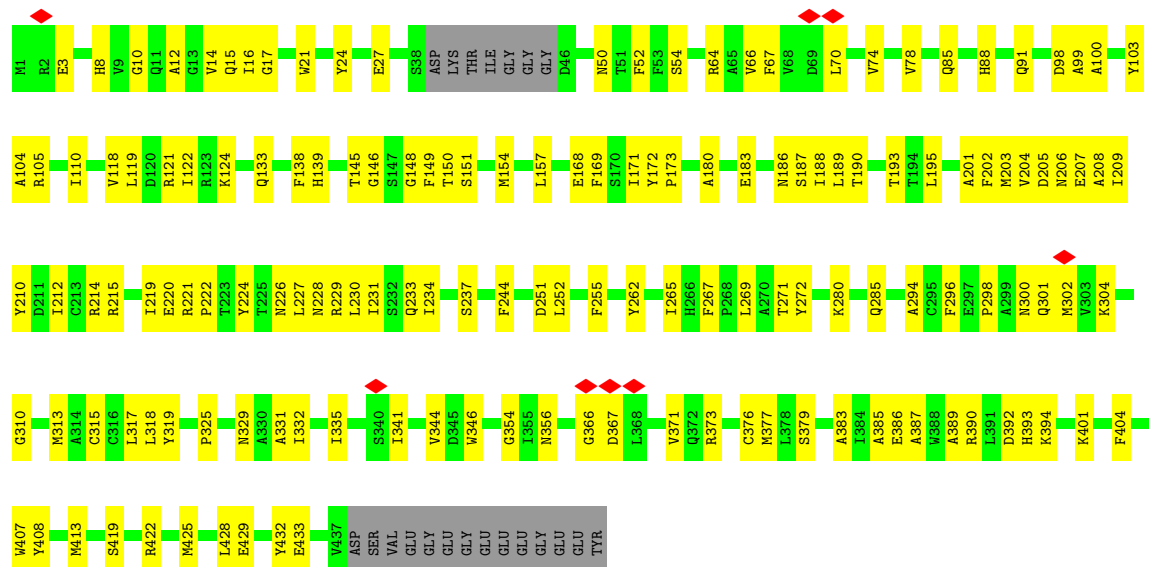 M1 R2 E3 H8 V9 G10 Q11 A12 G13 V14 Q15 I16 G17 W21 Y24 E27 S38 ASP LYS THR ILE GLY GLY GLY D46 N50 T51 F52 F53 S54 R64 A65 V66 F67 V68 D69 L70 V74 V78 Q85 H88 Q91 D98 A99 A100 Y103
A104 R105 I110 V118 L119 D120 R121 I122 R123 K124 Q133 F138 H139 T145 G146 S147 G148 F149 T150 S151 M154 L157 E168 F169 S170 I171 Y172 P173 A180 E183 N186 S187 I188 L189 T190 T193 T194 L195 A201 F202 M203 V204 D205 N206 E207 A208 I209
Y210 D211 I212 C213 R214 R215 I219 E220 R221 P222 T223 Y224 T225 N226 L227 N228 R229 L230 I231 S232 Q233 I234 S237 F244 D251 L252 F255 Y262 I265 H266 F267 P268 L269 A270 T271 Y272 K280 Q285 A294 C295 F296 E297 P298 A299 N300 Q301 M302 V303 K304
G310 M313 A314 C315 C316 L317 L318 Y319 P325 N329 A330 A331 I332 I335 S340 I341 V344 D345 W346 G354 I355 N356 G366 D367 L368 V371 Q372 R373 C376 M377 L378 S379 A383 I384 A385 E386 A387 W388 A389 R390 L391 D392 H393 K394 K401 F404
W407 Y408 M413 S419 R422 M425 L428 E429 Y432 E433 V437 ASP SER VAL GLU GLY GLU GLY GLU GLU GLU GLY GLU GLU TYR